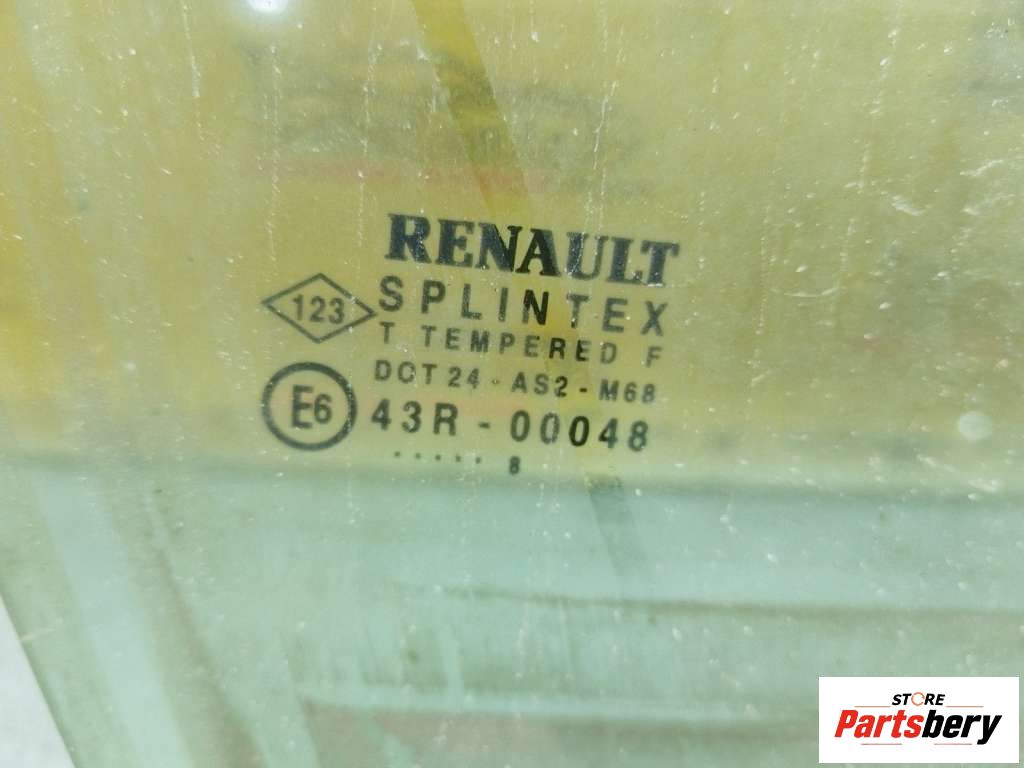 RENAULT
SPLINTEX
123
T TEMPERED F
DOT 24 - AS2 - M68
E6
43R - 00048
..... 8
STORE
Partsbery